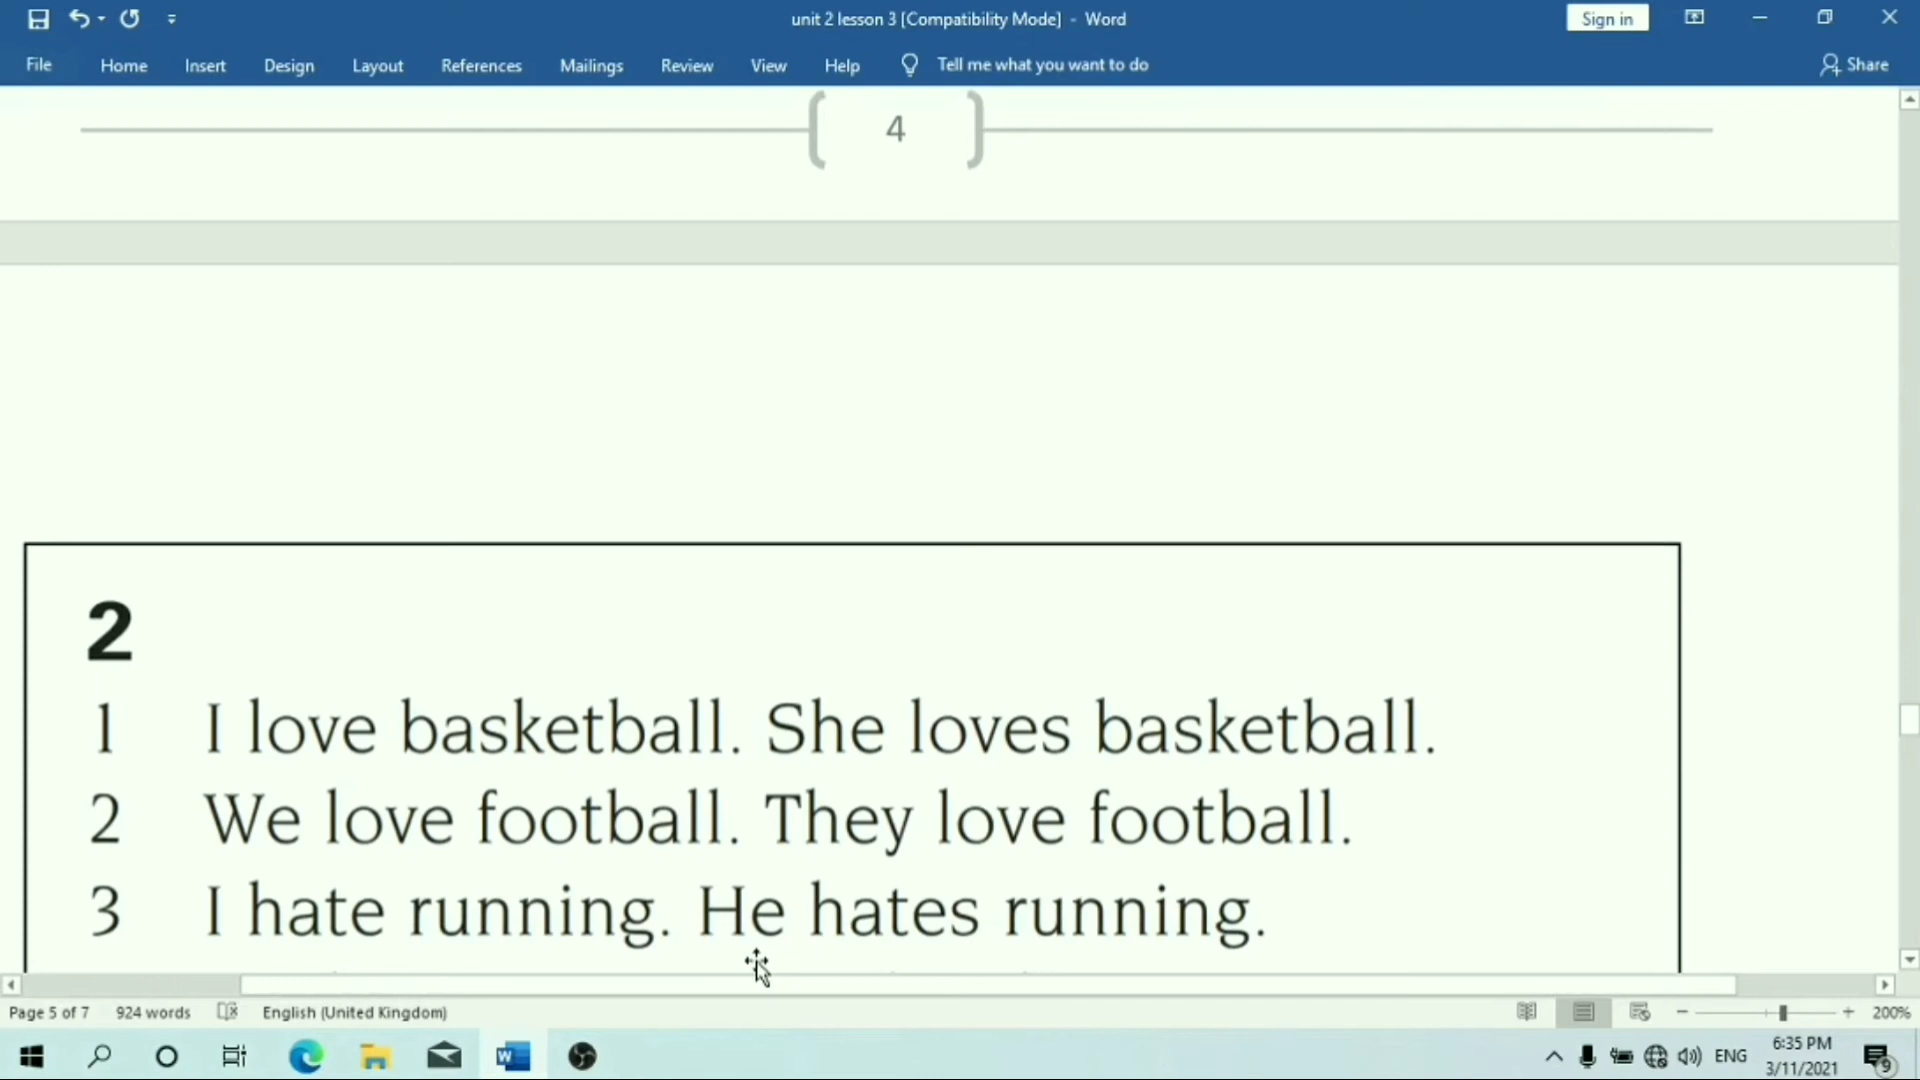 unit 2 lesson 3 [Compatibility Mode] - Word
Sign in
File Home Insert Design Layout References Mailings Review View Help Tell me what you want to do Share
4
2
1 I love basketball. She loves basketball.
2 We love football. They love football.
3 I hate running. He hates running.
Page 5 of 7 924 words English (United Kingdom) 200%
ENG 6:35 PM
3/11/2021
9